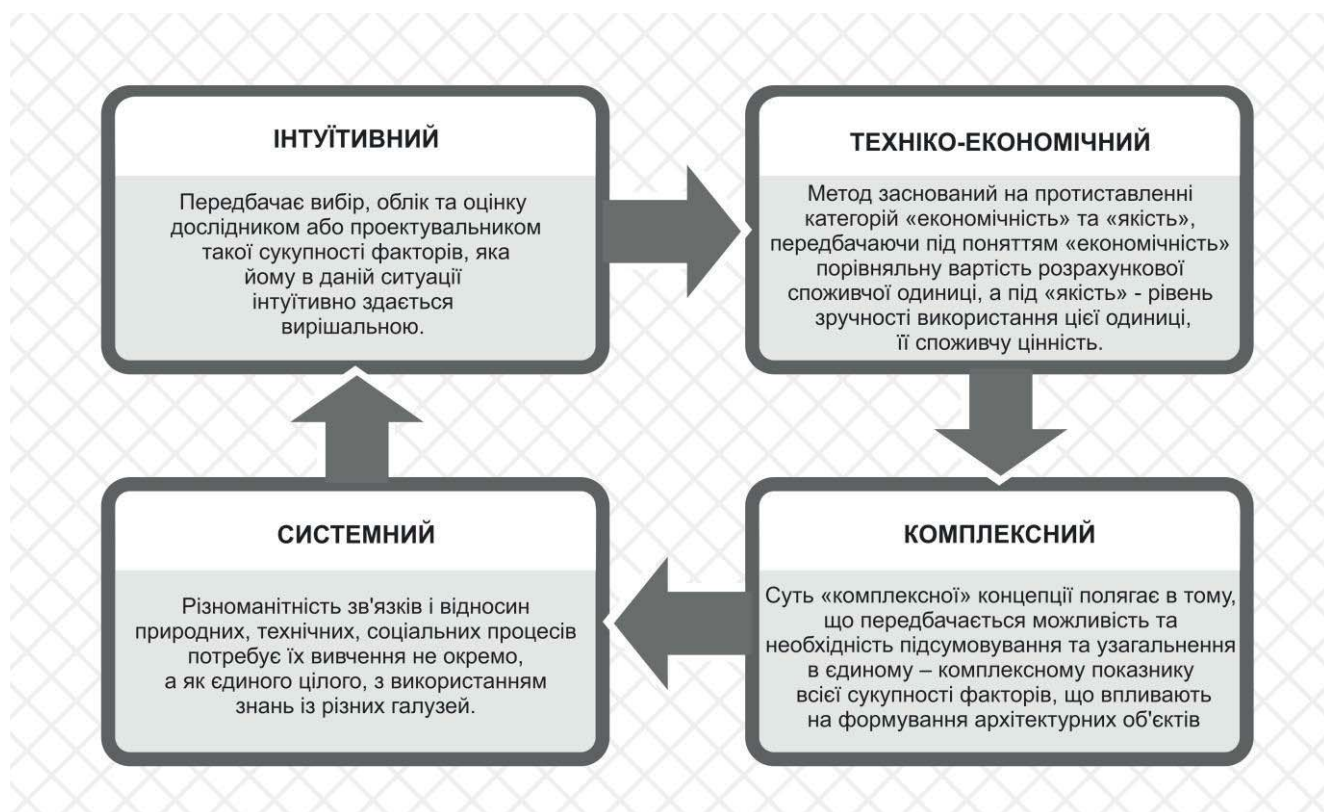 ІНТУЇТИВНИЙ
Передбачає вибір, облік та оцінку
дослідником або проектувальником
такої сукупності факторів, яка
йому в даній ситуації
інтуїтивно здається
вирішальною.
ТЕХНІКО-ЕКОНОМІЧНИЙ
Метод заснований на протиставленні
категорій «економічність» та «якість»,
передбачаючи під поняттям «економічність»
порівняльну вартість розрахункової
споживчої одиниці, а під «якість» - рівень
зручності використання цієї одиниці,
її споживчу цінність.
СИСТЕМНИЙ
Різноманітність зв'язків і відносин
природних, технічних, соціальних процесів
потребує їх вивчення не окремо,
а як єдиного цілого, з використанням
знань із різних галузей.
КОМПЛЕКСНИЙ
Суть «комплексної» концепції полягає в тому,
що передбачається можливість та
необхідність підсумовування та узагальнення
в єдиному – комплексному показнику
всієї сукупності факторів, що впливають
на формування архітектурних об'єктів